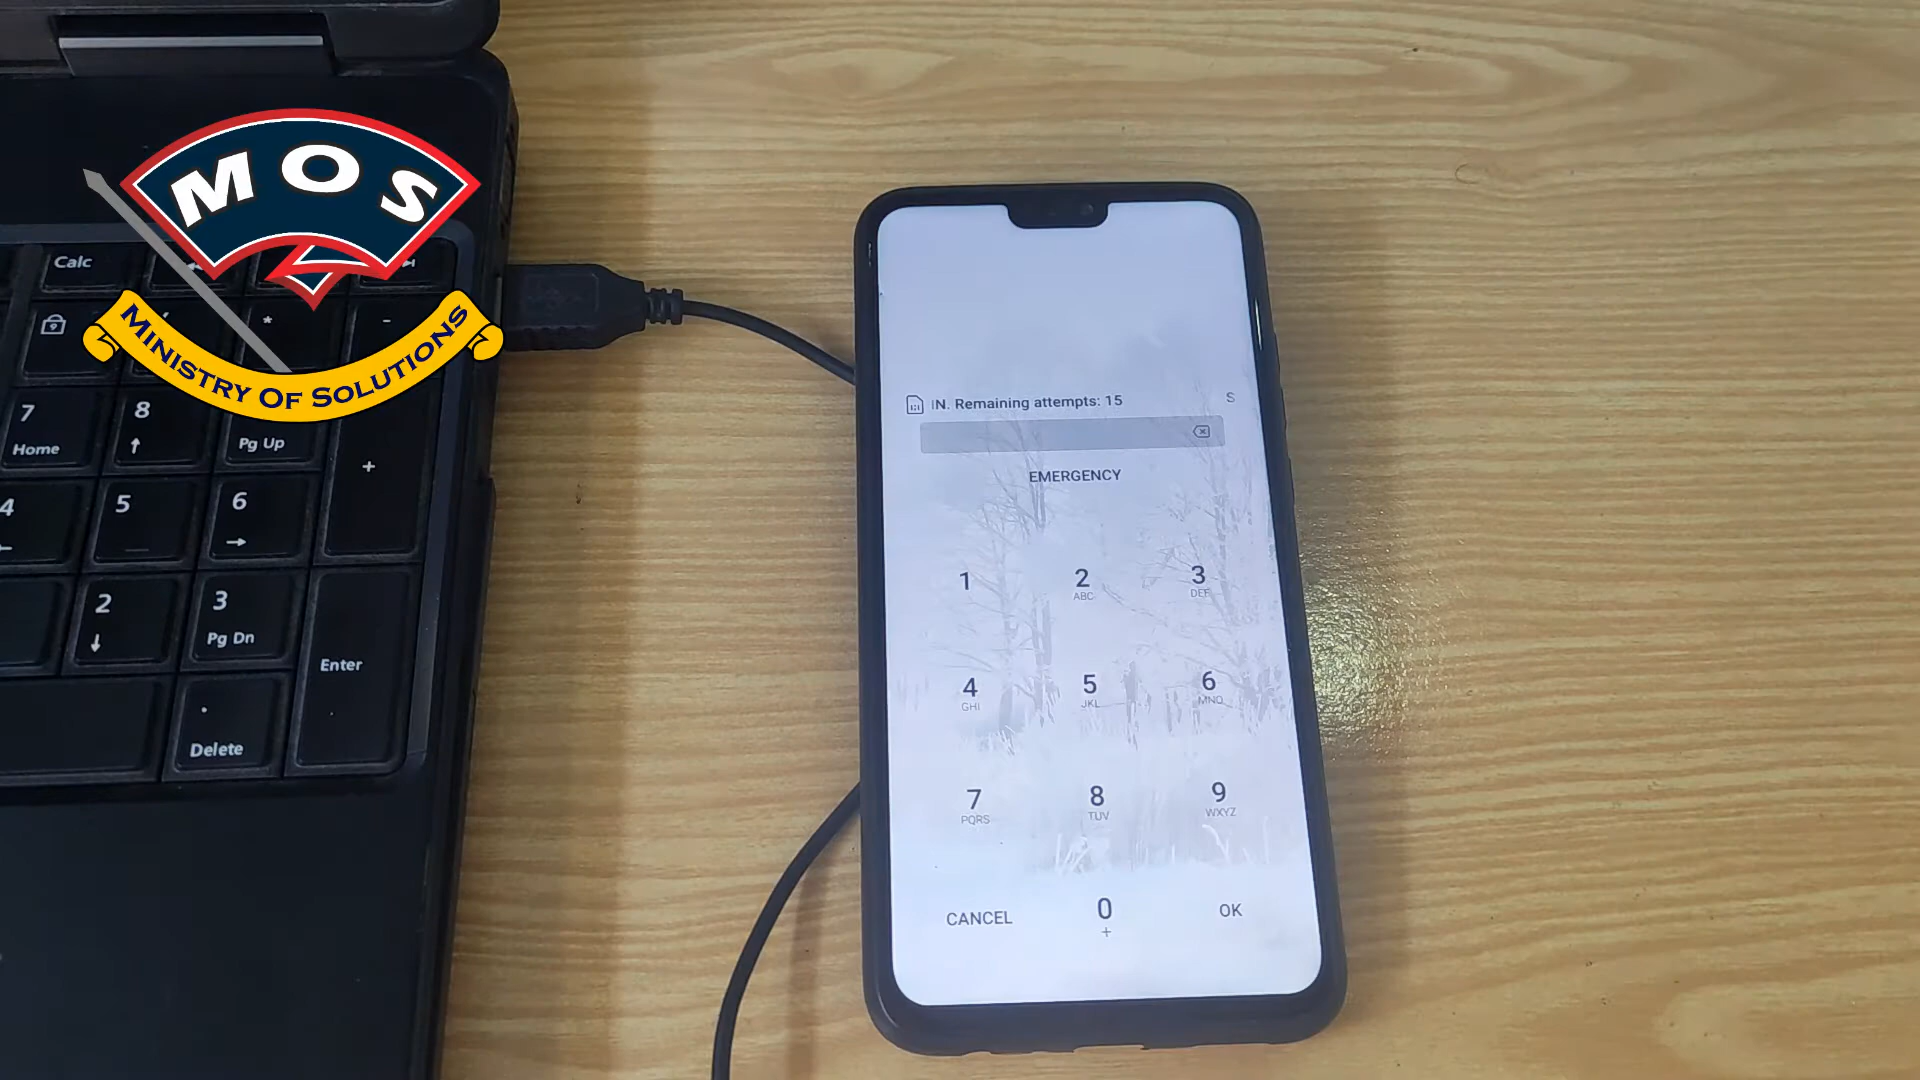 MOS
MINISTRY OF SOLUTIONS
Calc
*
-
7
Home
8
Pg Up
+
4
5
6
2
3
Pg Dn
Enter
.
Delete
N. Remaining attempts: 15
S
EMERGENCY
1
2
ABC
3
DEF
4
GHI
5
JKL
6
MNO
7
PQRS
8
TUV
9
WXYZ
CANCEL
0
+
OK